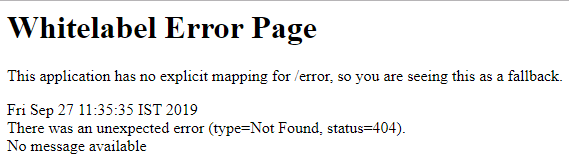 Whitelabel Error Page
This application has no explicit mapping for /error, so you are seeing this as a fallback.
Fri Sep 27 11:35:35 IST 2019
There was an unexpected error (type=Not Found, status=404).
No message available